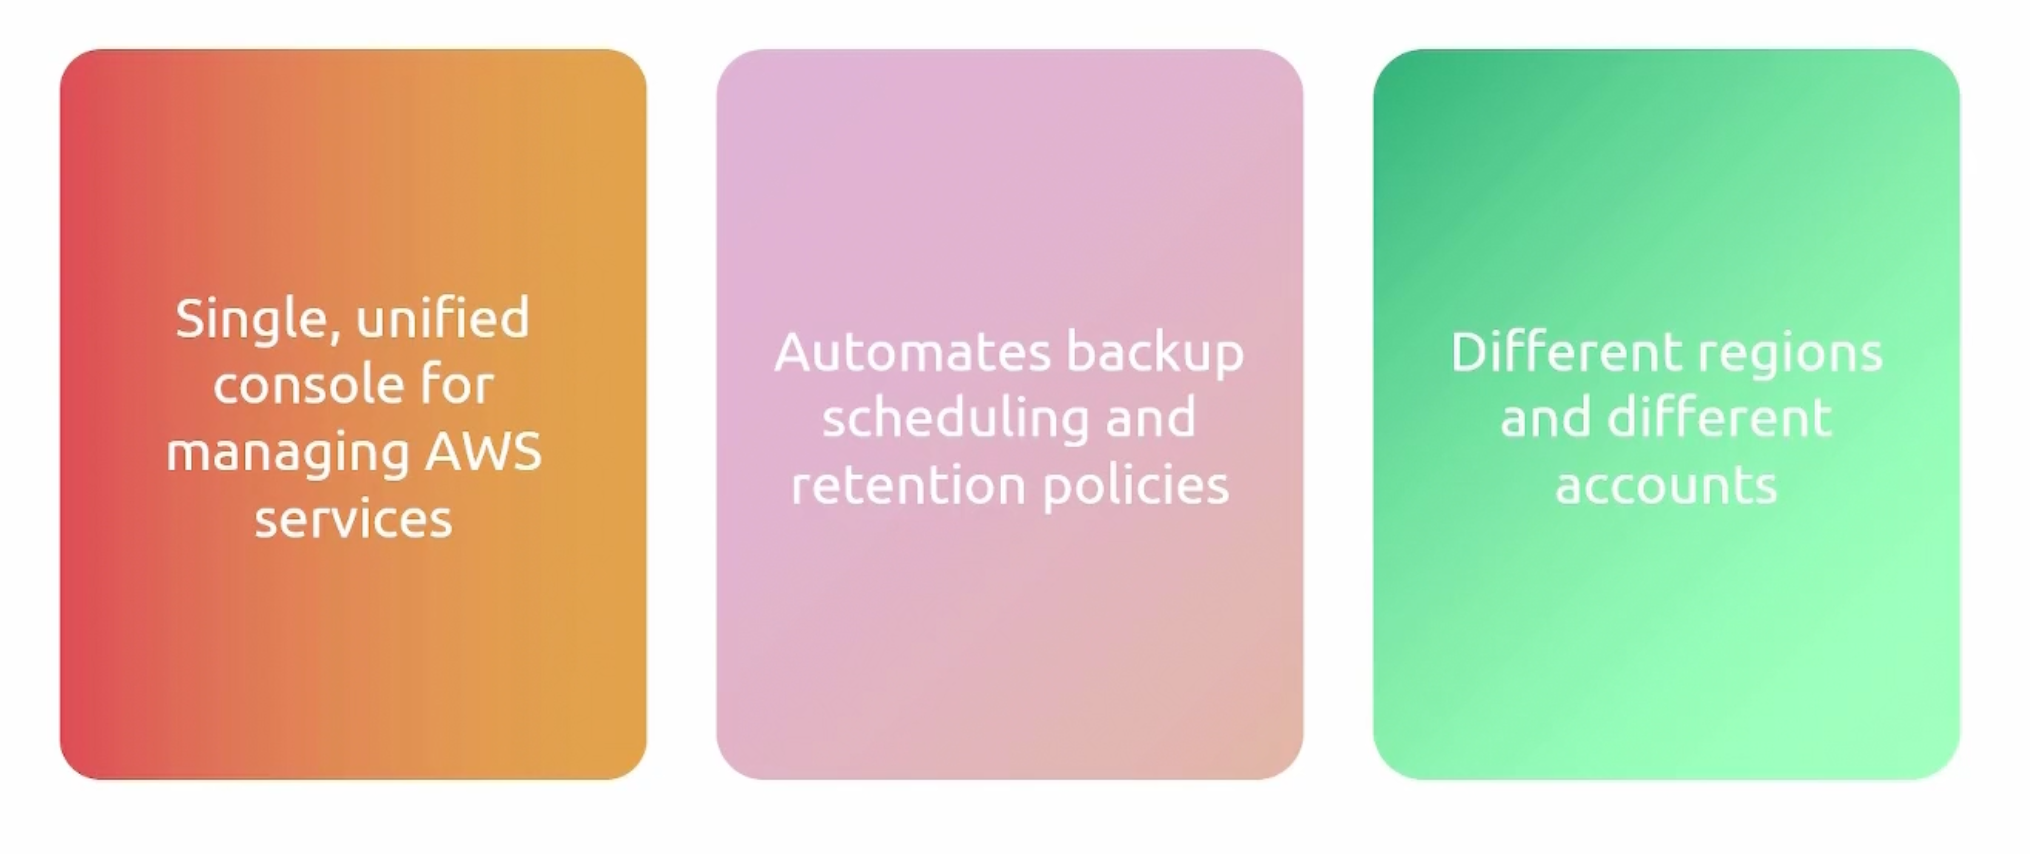 Single, unified
console for
managing AWS
services
Automates backup
scheduling and
retention policies
Different regions
and different
accounts